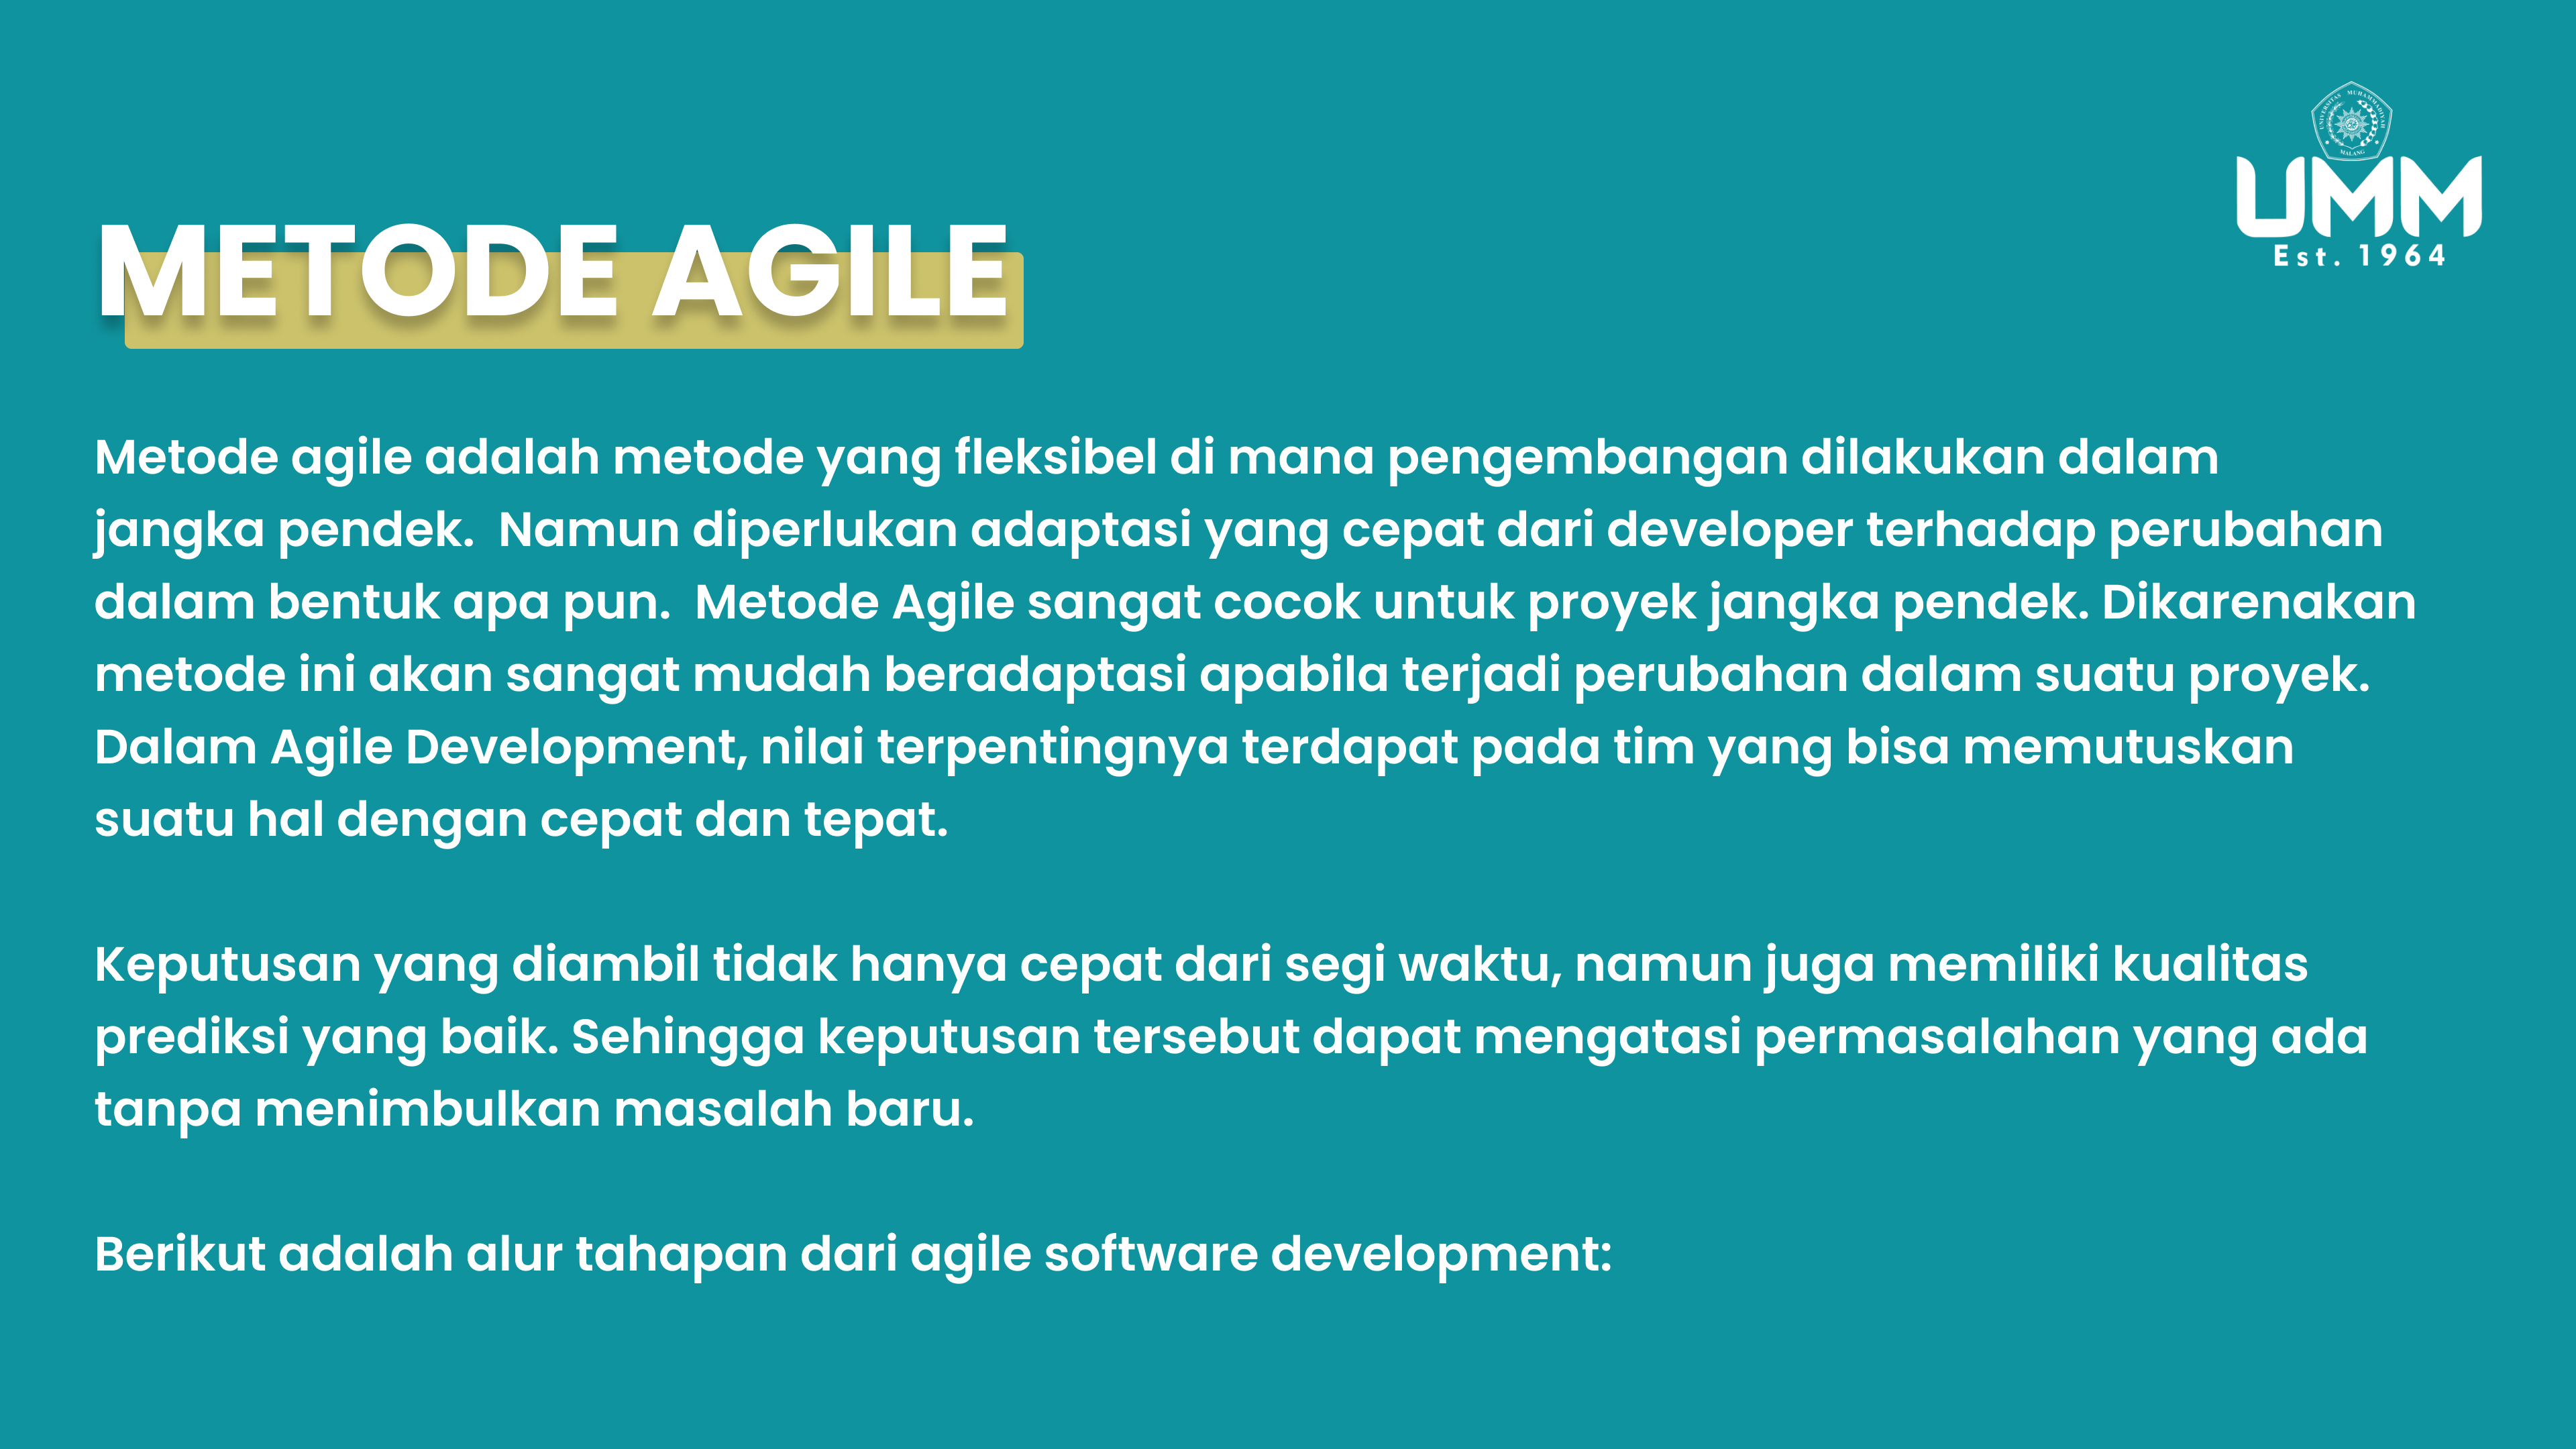 UNIVERSITAS MUHAMMADIYAH
MALANG
UMM
Est. 1964
METODE AGILE
Metode agile adalah metode yang fleksibel di mana pengembangan dilakukan dalam
jangka pendek.  Namun diperlukan adaptasi yang cepat dari developer terhadap perubahan
dalam bentuk apa pun.  Metode Agile sangat cocok untuk proyek jangka pendek. Dikarenakan
metode ini akan sangat mudah beradaptasi apabila terjadi perubahan dalam suatu proyek.
Dalam Agile Development, nilai terpentingnya terdapat pada tim yang bisa memutuskan
suatu hal dengan cepat dan tepat.
Keputusan yang diambil tidak hanya cepat dari segi waktu, namun juga memiliki kualitas
prediksi yang baik. Sehingga keputusan tersebut dapat mengatasi permasalahan yang ada
tanpa menimbulkan masalah baru.
Berikut adalah alur tahapan dari agile software development: